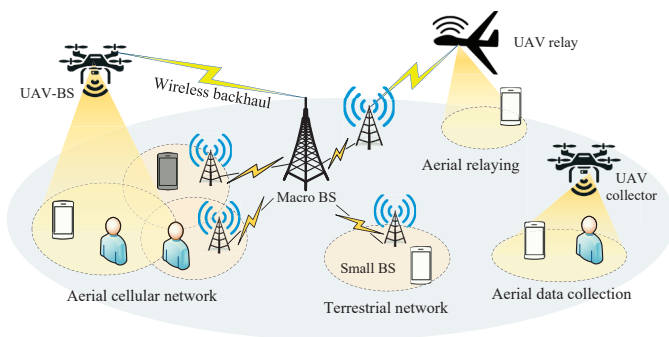 UAV relay
UAV-BS
Wireless backhaul
Aerial relaying
UAV
collector
Macro BS
Small BS
Aerial cellular network
Terrestrial network
Aerial data collection